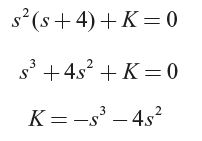 s²(s + 4) + K = 0
s³ + 4s² + K = 0
K = −s³ − 4s²